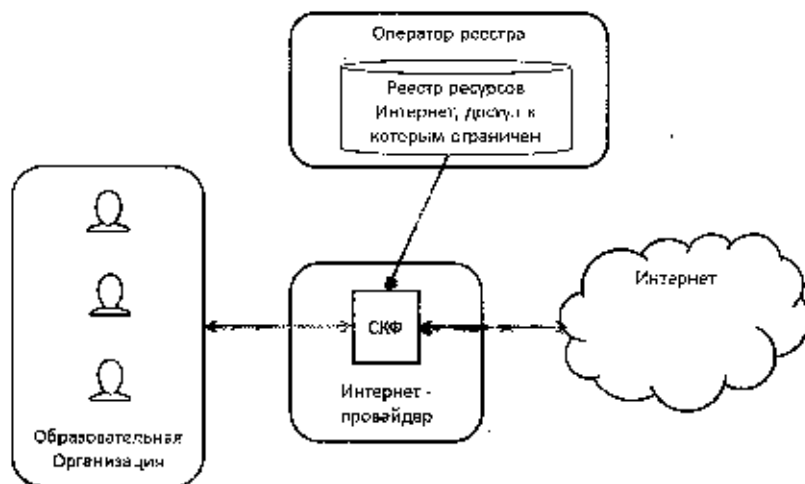 Оператор реестра
Реестр ресурсов
Интернет, доступ к
которым ограничен
Интернет
СКФ
Интернет -
провайдер
Образовательная
Организация